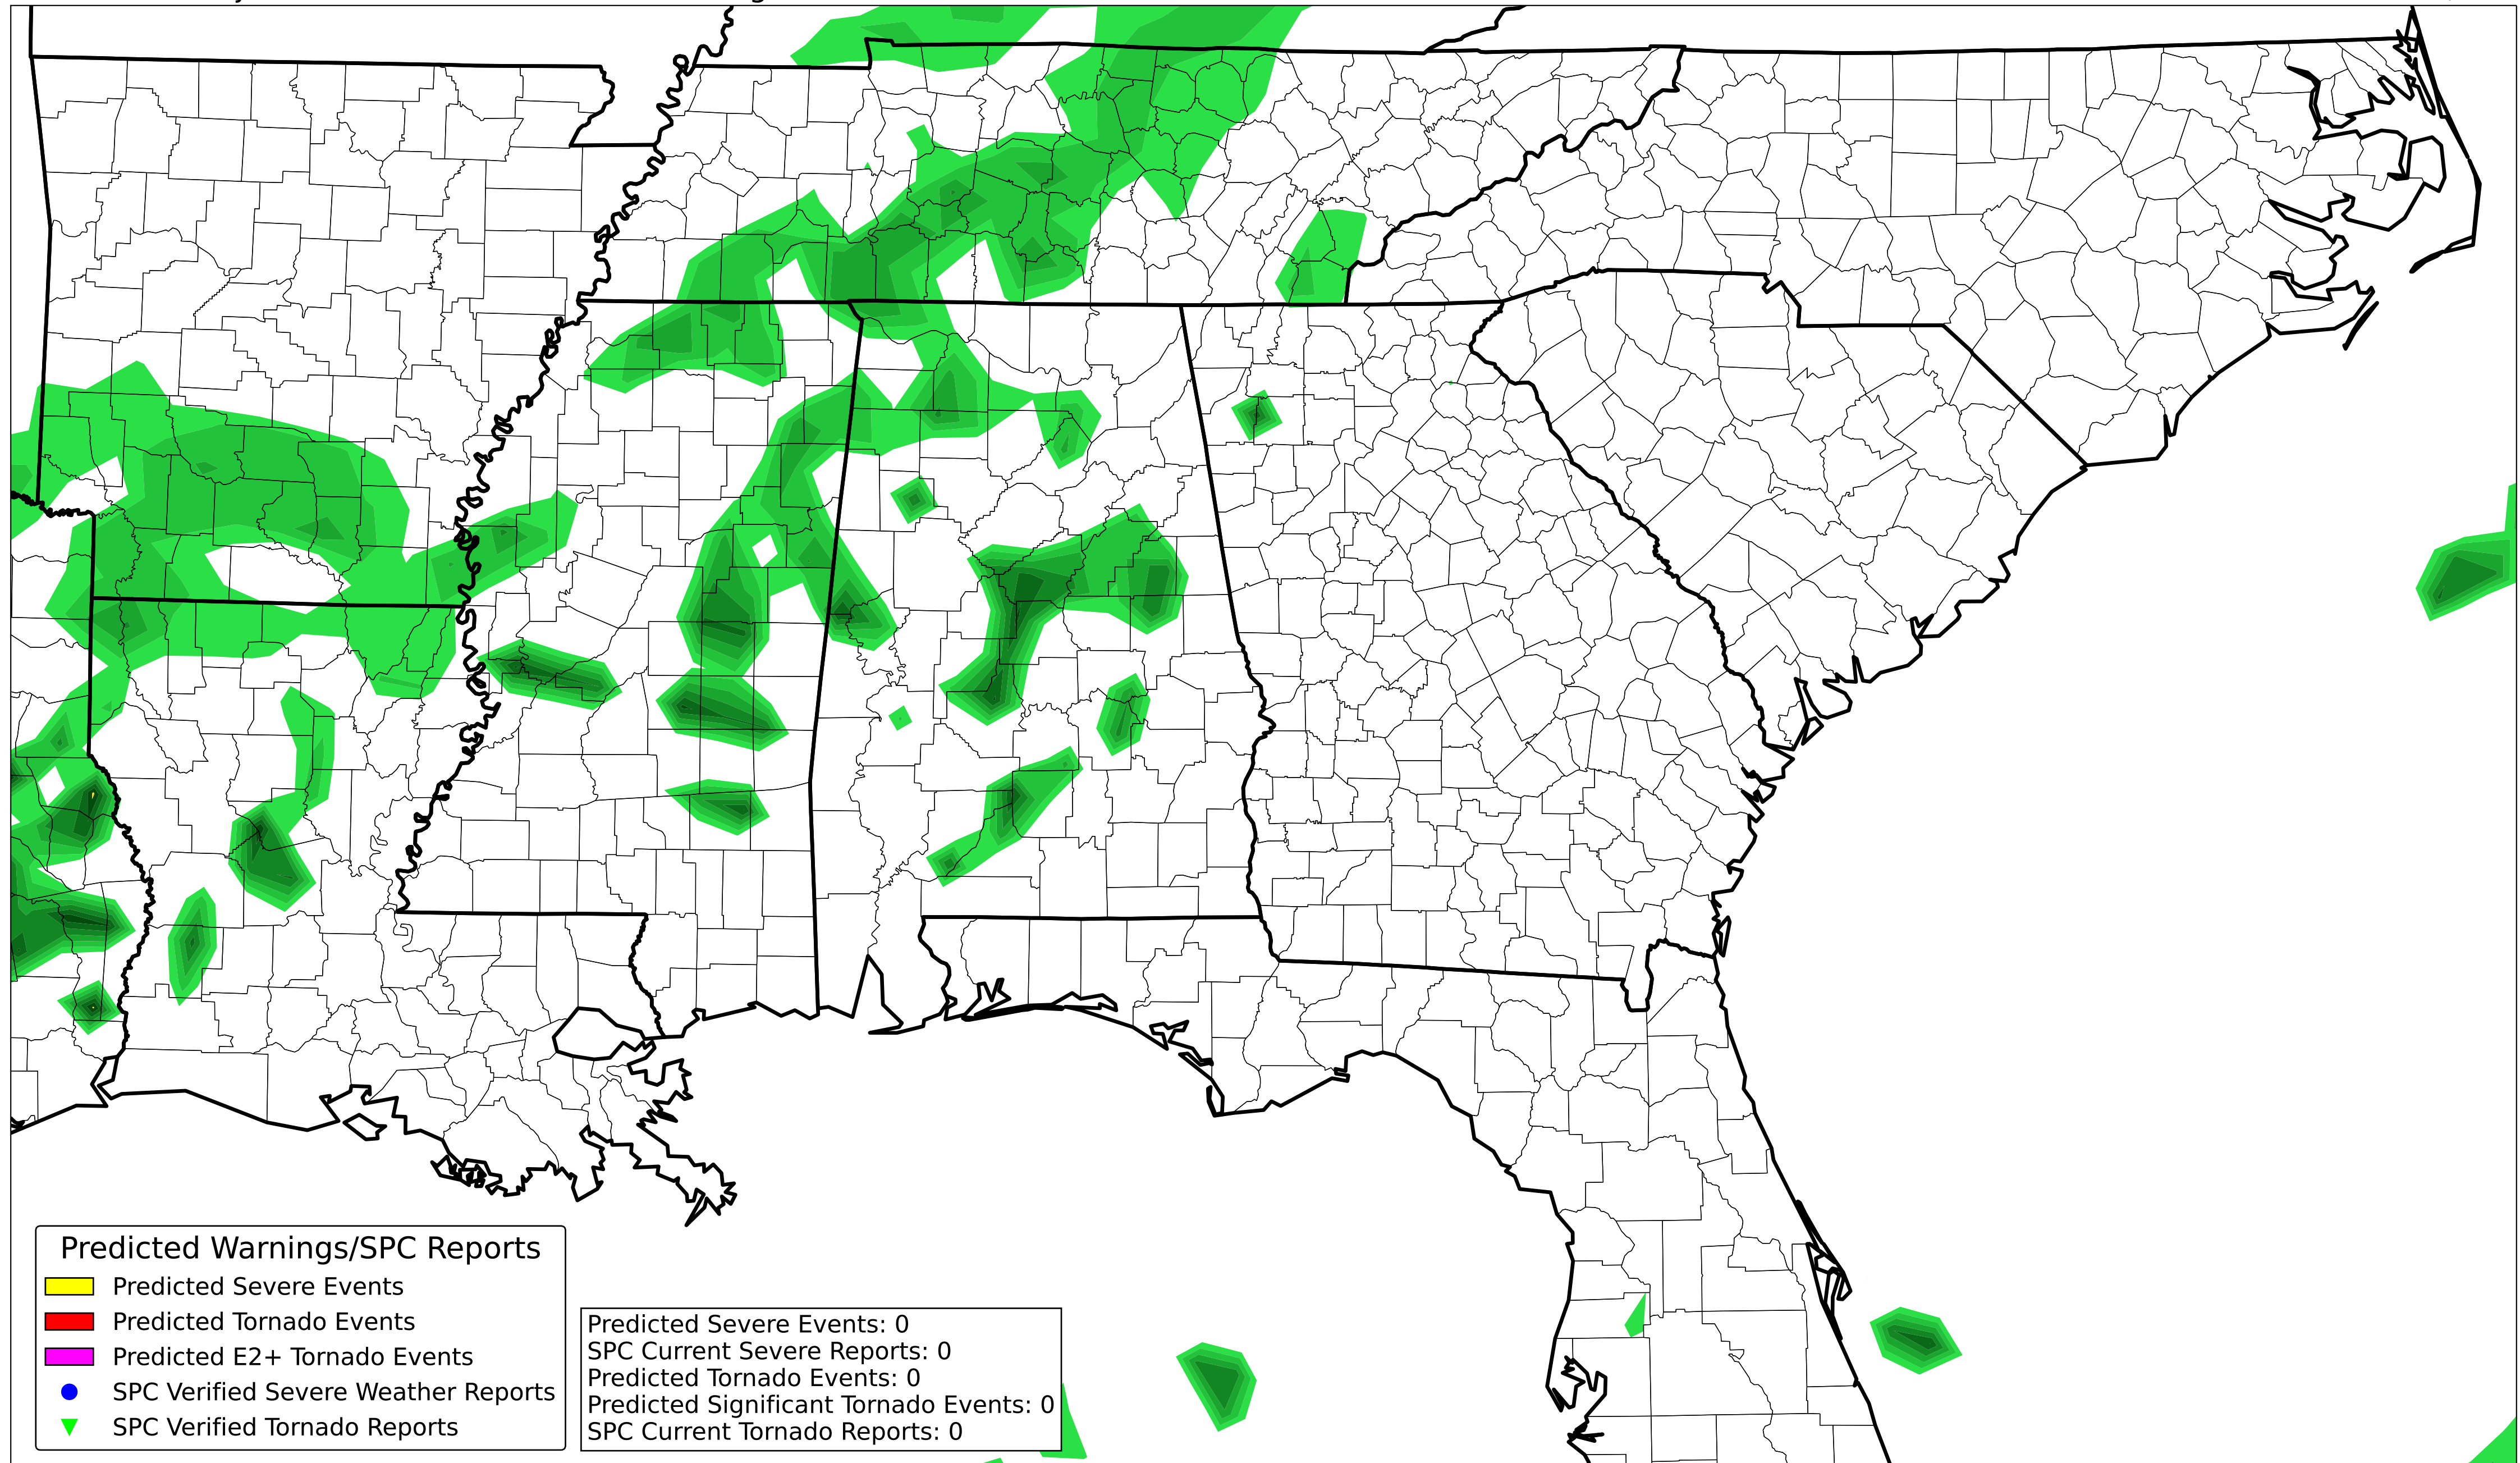 Predicted Warnings/SPC Reports
Predicted Severe Events
Predicted Tornado Events
Predicted E2+ Tornado Events
SPC Verified Severe Weather Reports
SPC Verified Tornado Reports
Predicted Severe Events: 0
SPC Current Severe Reports: 0
Predicted Tornado Events: 0
Predicted Significant Tornado Events: 0
SPC Current Tornado Reports: 0